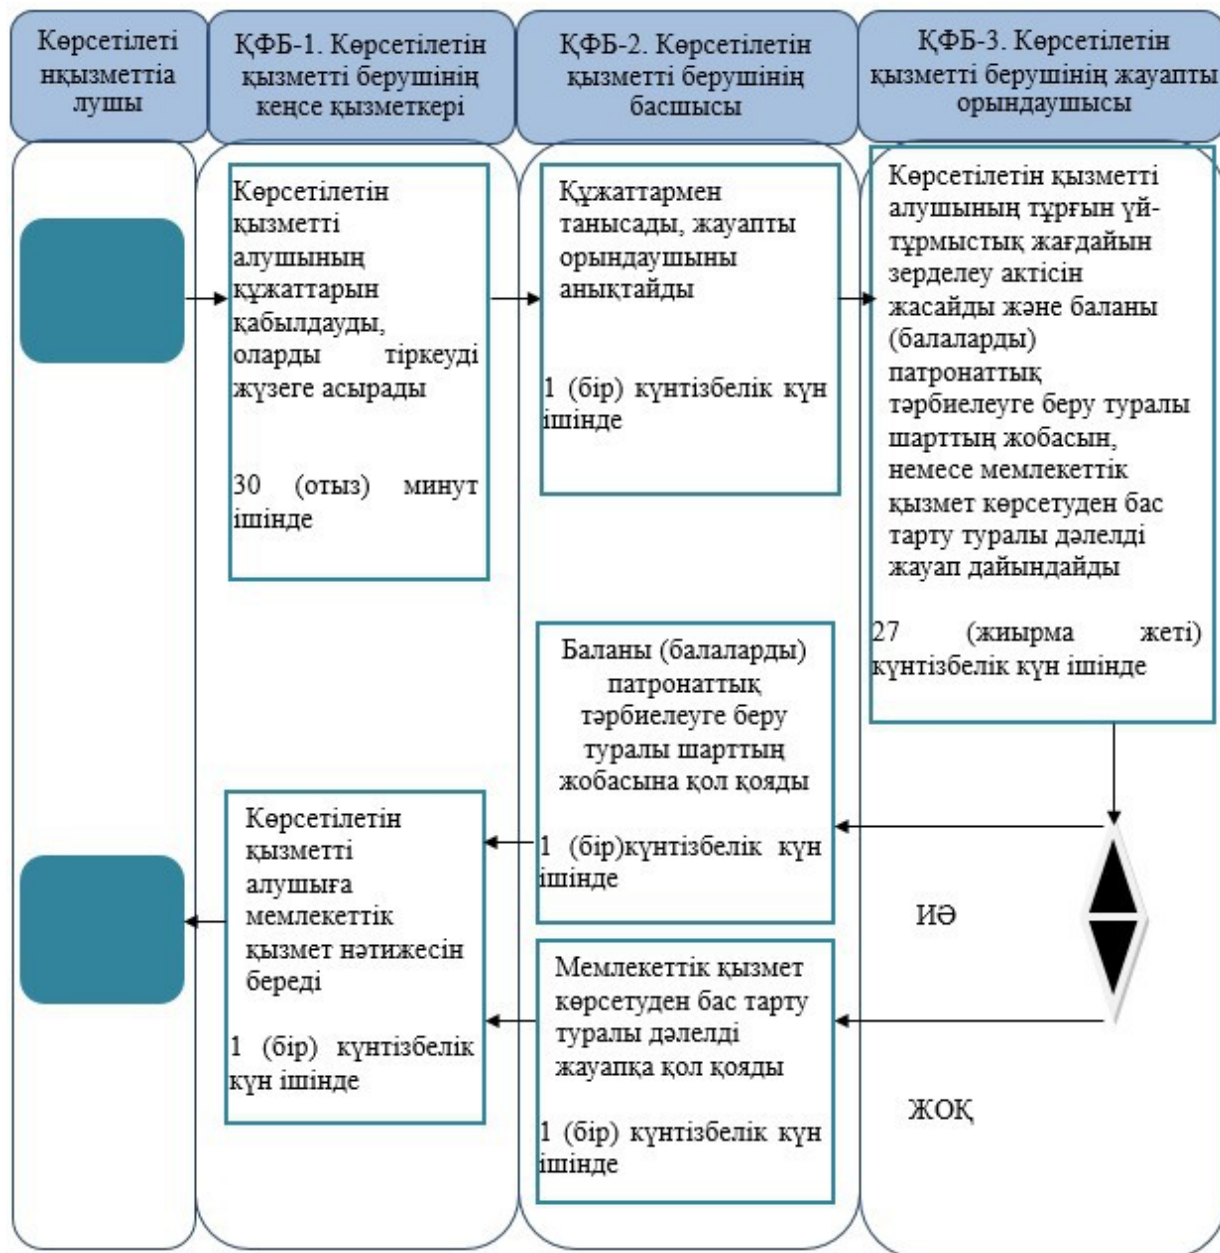 Көрсетілеті
нқызметтіа
лушы
ҚФБ-1. Көрсетілетін
қызметті берушінің
кеңсе қызметкері
ҚФБ-2. Көрсетілетін
қызметті берушінің
басшысы
ҚФБ-3. Көрсетілетін
қызметті берушінің жауапты
орындаушысы
Көрсетілетін
қызметті
алушының
құжаттарын
қабылдауды,
оларды тіркеуді
жүзеге асырады
30 (отыз) минут
ішінде
Құжаттармен
танысады, жауапты
орындаушыны
анықтайды
1 (бір) күнтізбелік күн
ішінде
Көрсетілетін қызметті
алушының тұрғын үй-
тұрмыстық жағдайын
зерделеу актісін
жасайды және баланы
(балаларды)
патронаттық
тәрбиелеуге беру туралы
шарттың жобасын,
немесе мемлекеттік
қызмет көрсетуден бас
тарту туралы дәлелді
жауап дайындайды
27 (жиырма жеті)
күнтізбелік күн ішінде
Баланы (балаларды)
патронаттық
тәрбиелеуге беру
туралы шарттың
жобасына қол қояды
1 (бір)күнтізбелік күн
ішінде
ИӘ
Көрсетілетін
қызметті
алушыға
мемлекеттік
қызмет нәтижесін
береді
1 (бір) күнтізбелік
күн ішінде
Мемлекеттік қызмет
көрсетуден бас тарту
туралы дәлелді
жауапқа қол қояды
1 (бір) күнтізбелік күн
ішінде
ЖОҚ